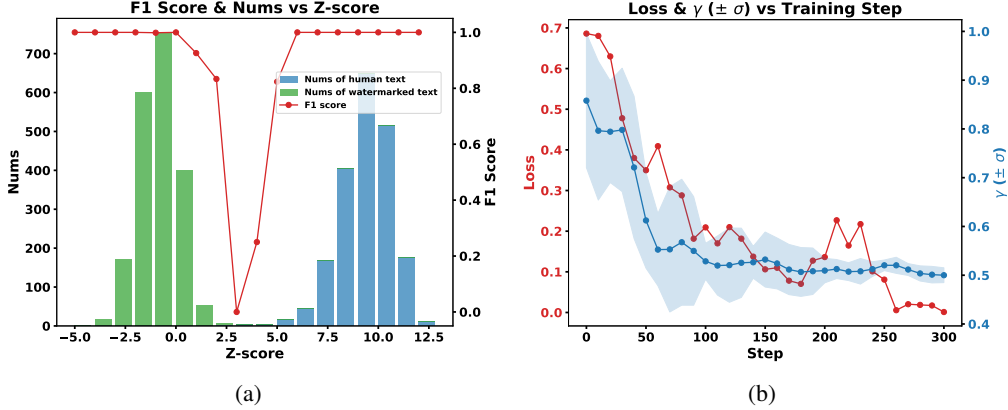 F1 Score & Nums vs Z-score
Nums
700
600
500
400
300
200
100
0
Nums of human text
Nums of watermarked text
F1 score
1.0
0.8
0.6
0.4
0.2
0.0
F1 Score
−5.0 −2.5 0.0 2.5 5.0 7.5 10.0 12.5
Z-score
(a)
Loss & γ (± σ) vs Training Step
Loss
0.7
0.6
0.5
0.4
0.3
0.2
0.1
0.0
1.0
0.9
0.8
0.7
0.6
0.5
0.4
γ (± σ)
0 50 100 150 200 250 300
Step
(b)